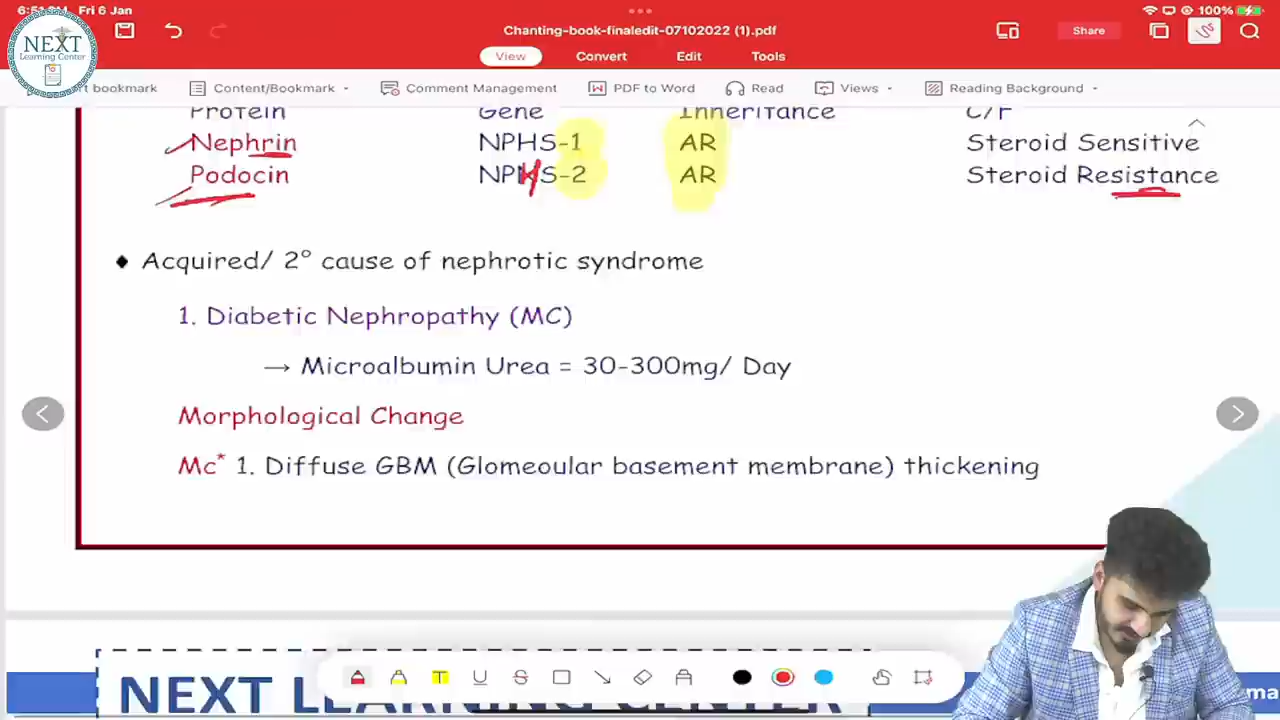 Fri 6 Jan
100%
Chanting-book-finaledit-07102022 (1).pdf
Share
View Convert Edit Tools
bookmark Content/Bookmark Comment Management PDF to Word Read Views Reading Background
NEXT
Learning Center
Protein Gene Inheritance C/F
Nephrin NPHS-1 AR Steroid Sensitive
Podocin NPHS-2 AR Steroid Resistance
♦ Acquired/ 2° cause of nephrotic syndrome
1. Diabetic Nephropathy (MC)
→ Microalbumin Urea = 30-300mg/ Day
Morphological Change
Mc* 1. Diffuse GBM (Glomeoular basement membrane) thickening
NEXT LEARNING CENTER